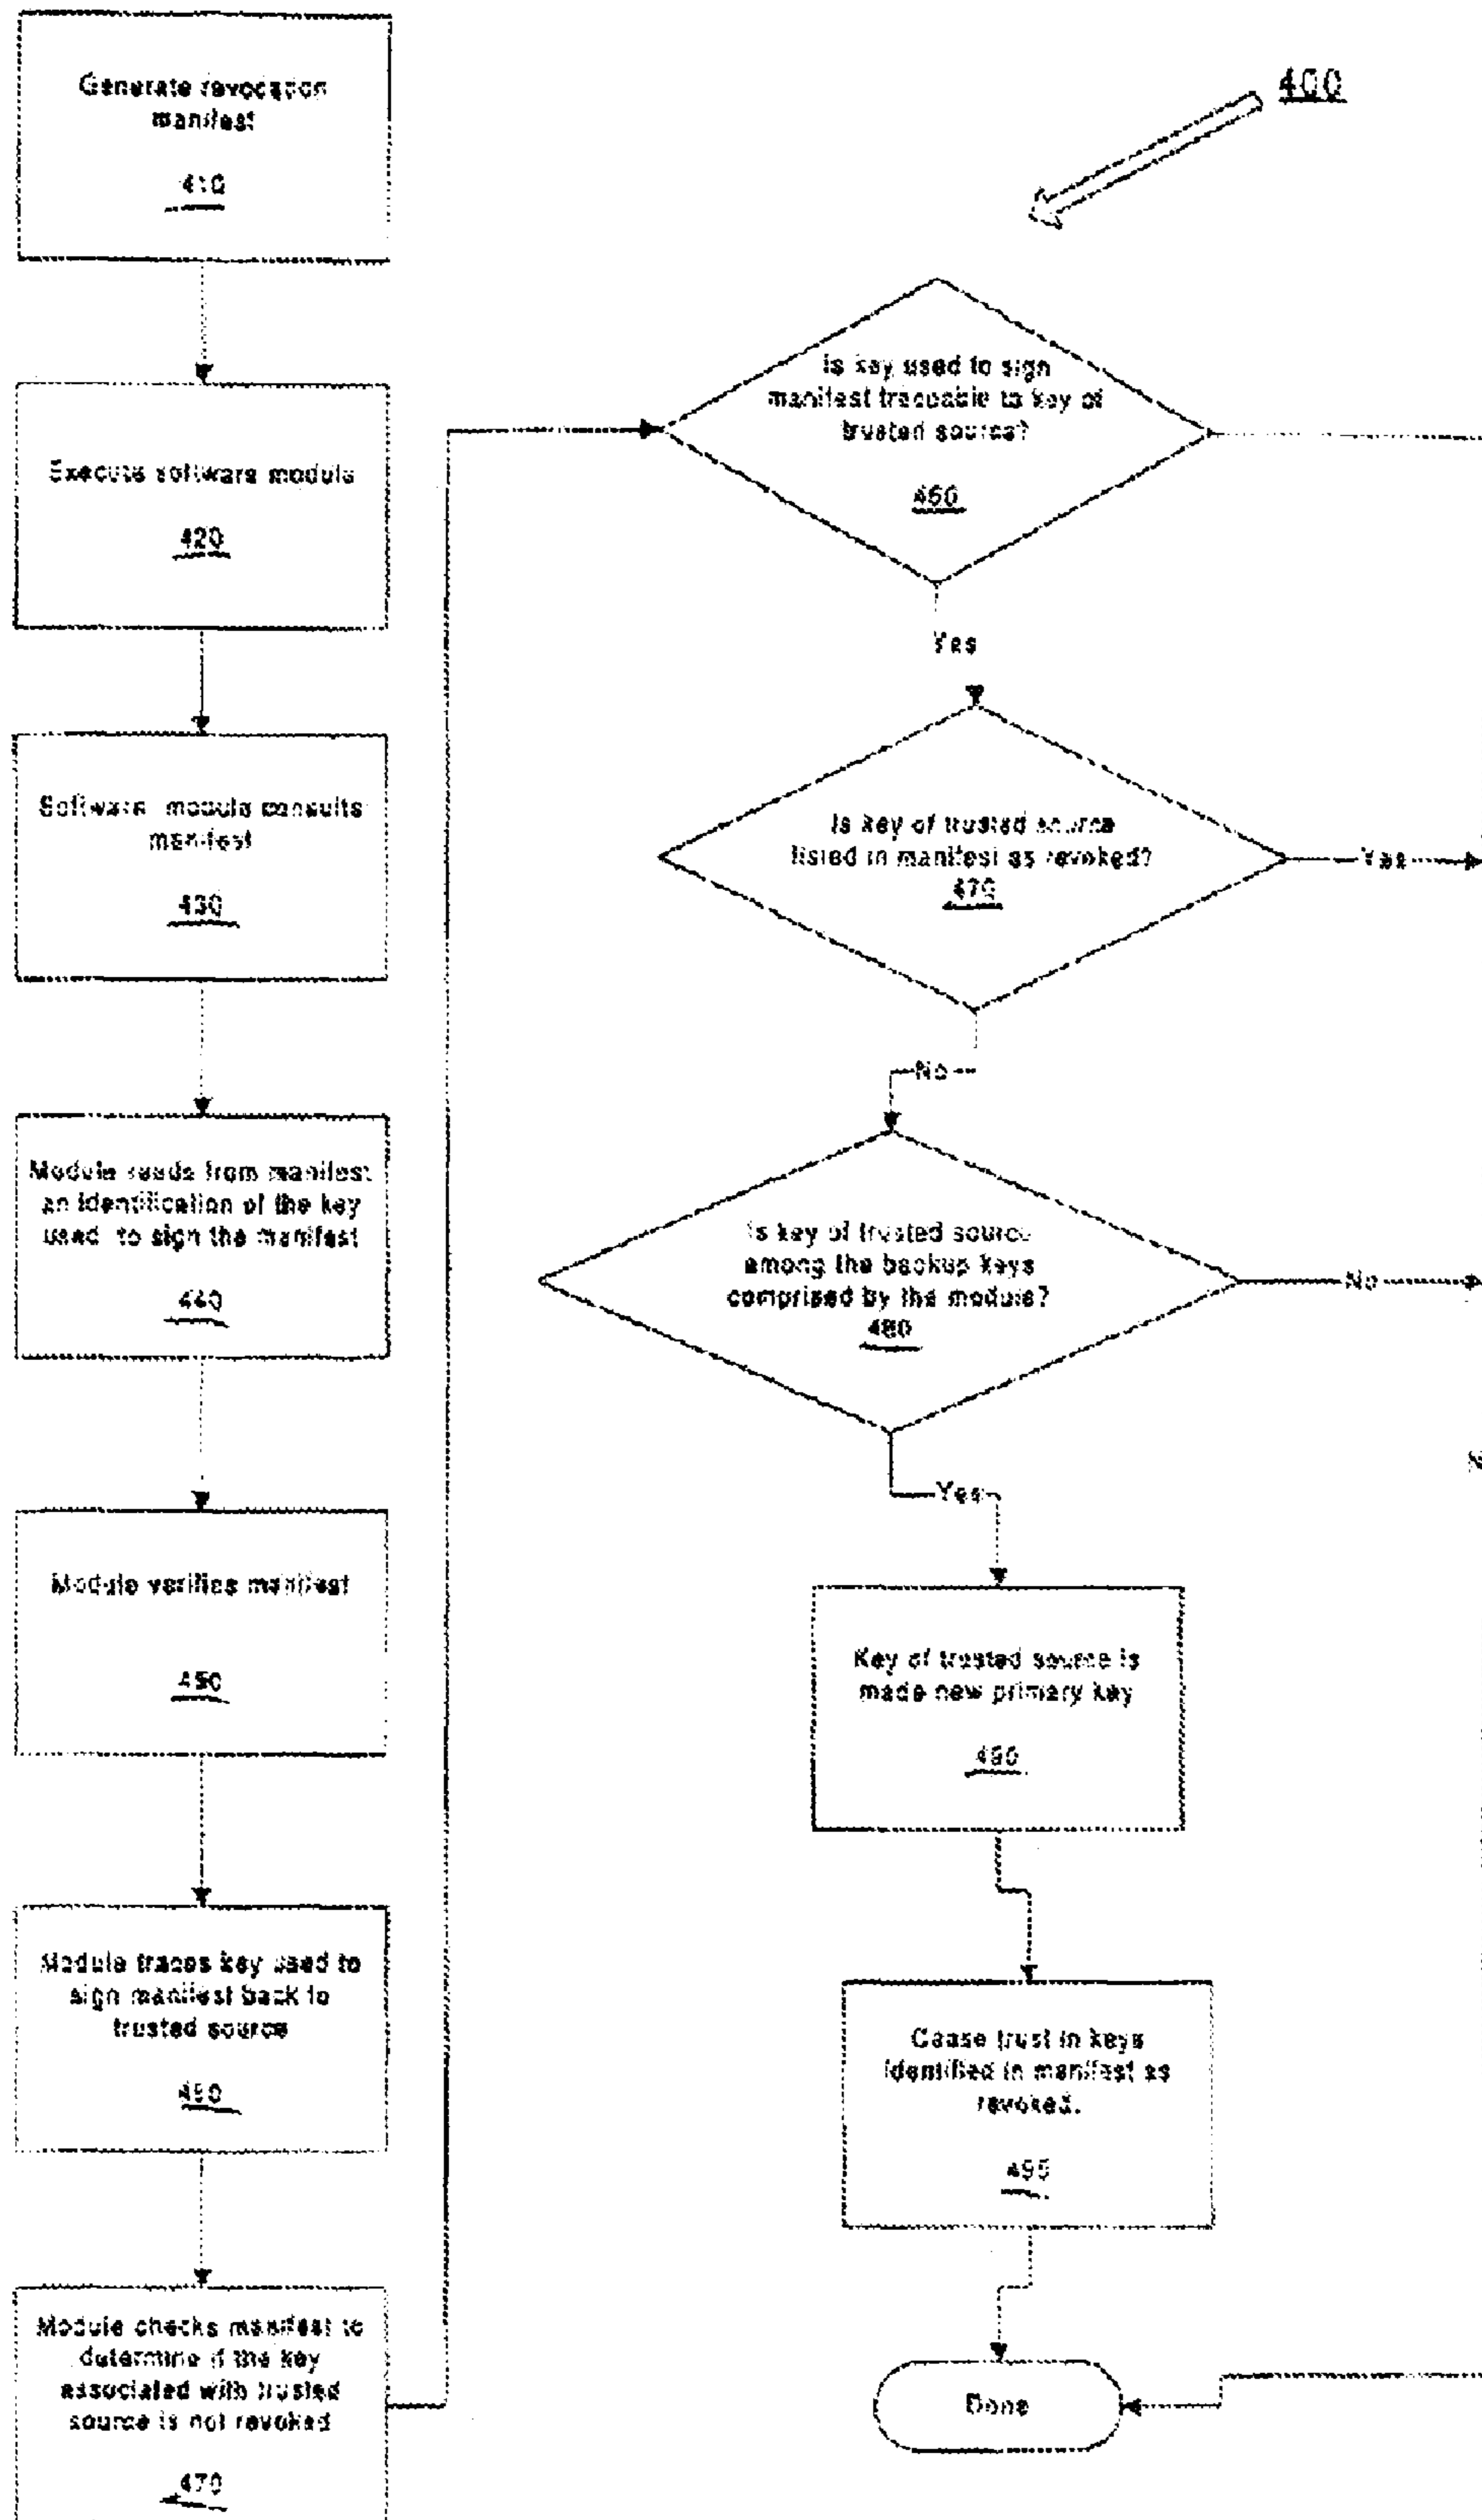 400
Generate revocation
manifest
410
Execute software module
420
Software module consults
manifest
430
Module reads from manifest
an identification of the key
used to sign the manifest
440
Module verifies manifest
450
Module traces key used to
sign manifest back to
trusted source
460
Module checks manifest to
determine if the key
associated with trusted
source is not revoked
470
Is key used to sign
manifest traceable to key of
trusted source?
460
Yes
Is key of trusted source
listed in manifest as revoked?
470
Yes
No
Is key of trusted source
among the backup keys
comprised by the module?
480
No
Yes
Key of trusted source is
made new primary key
490
Cease trust in keys
identified in manifest as
revoked.
495
Done